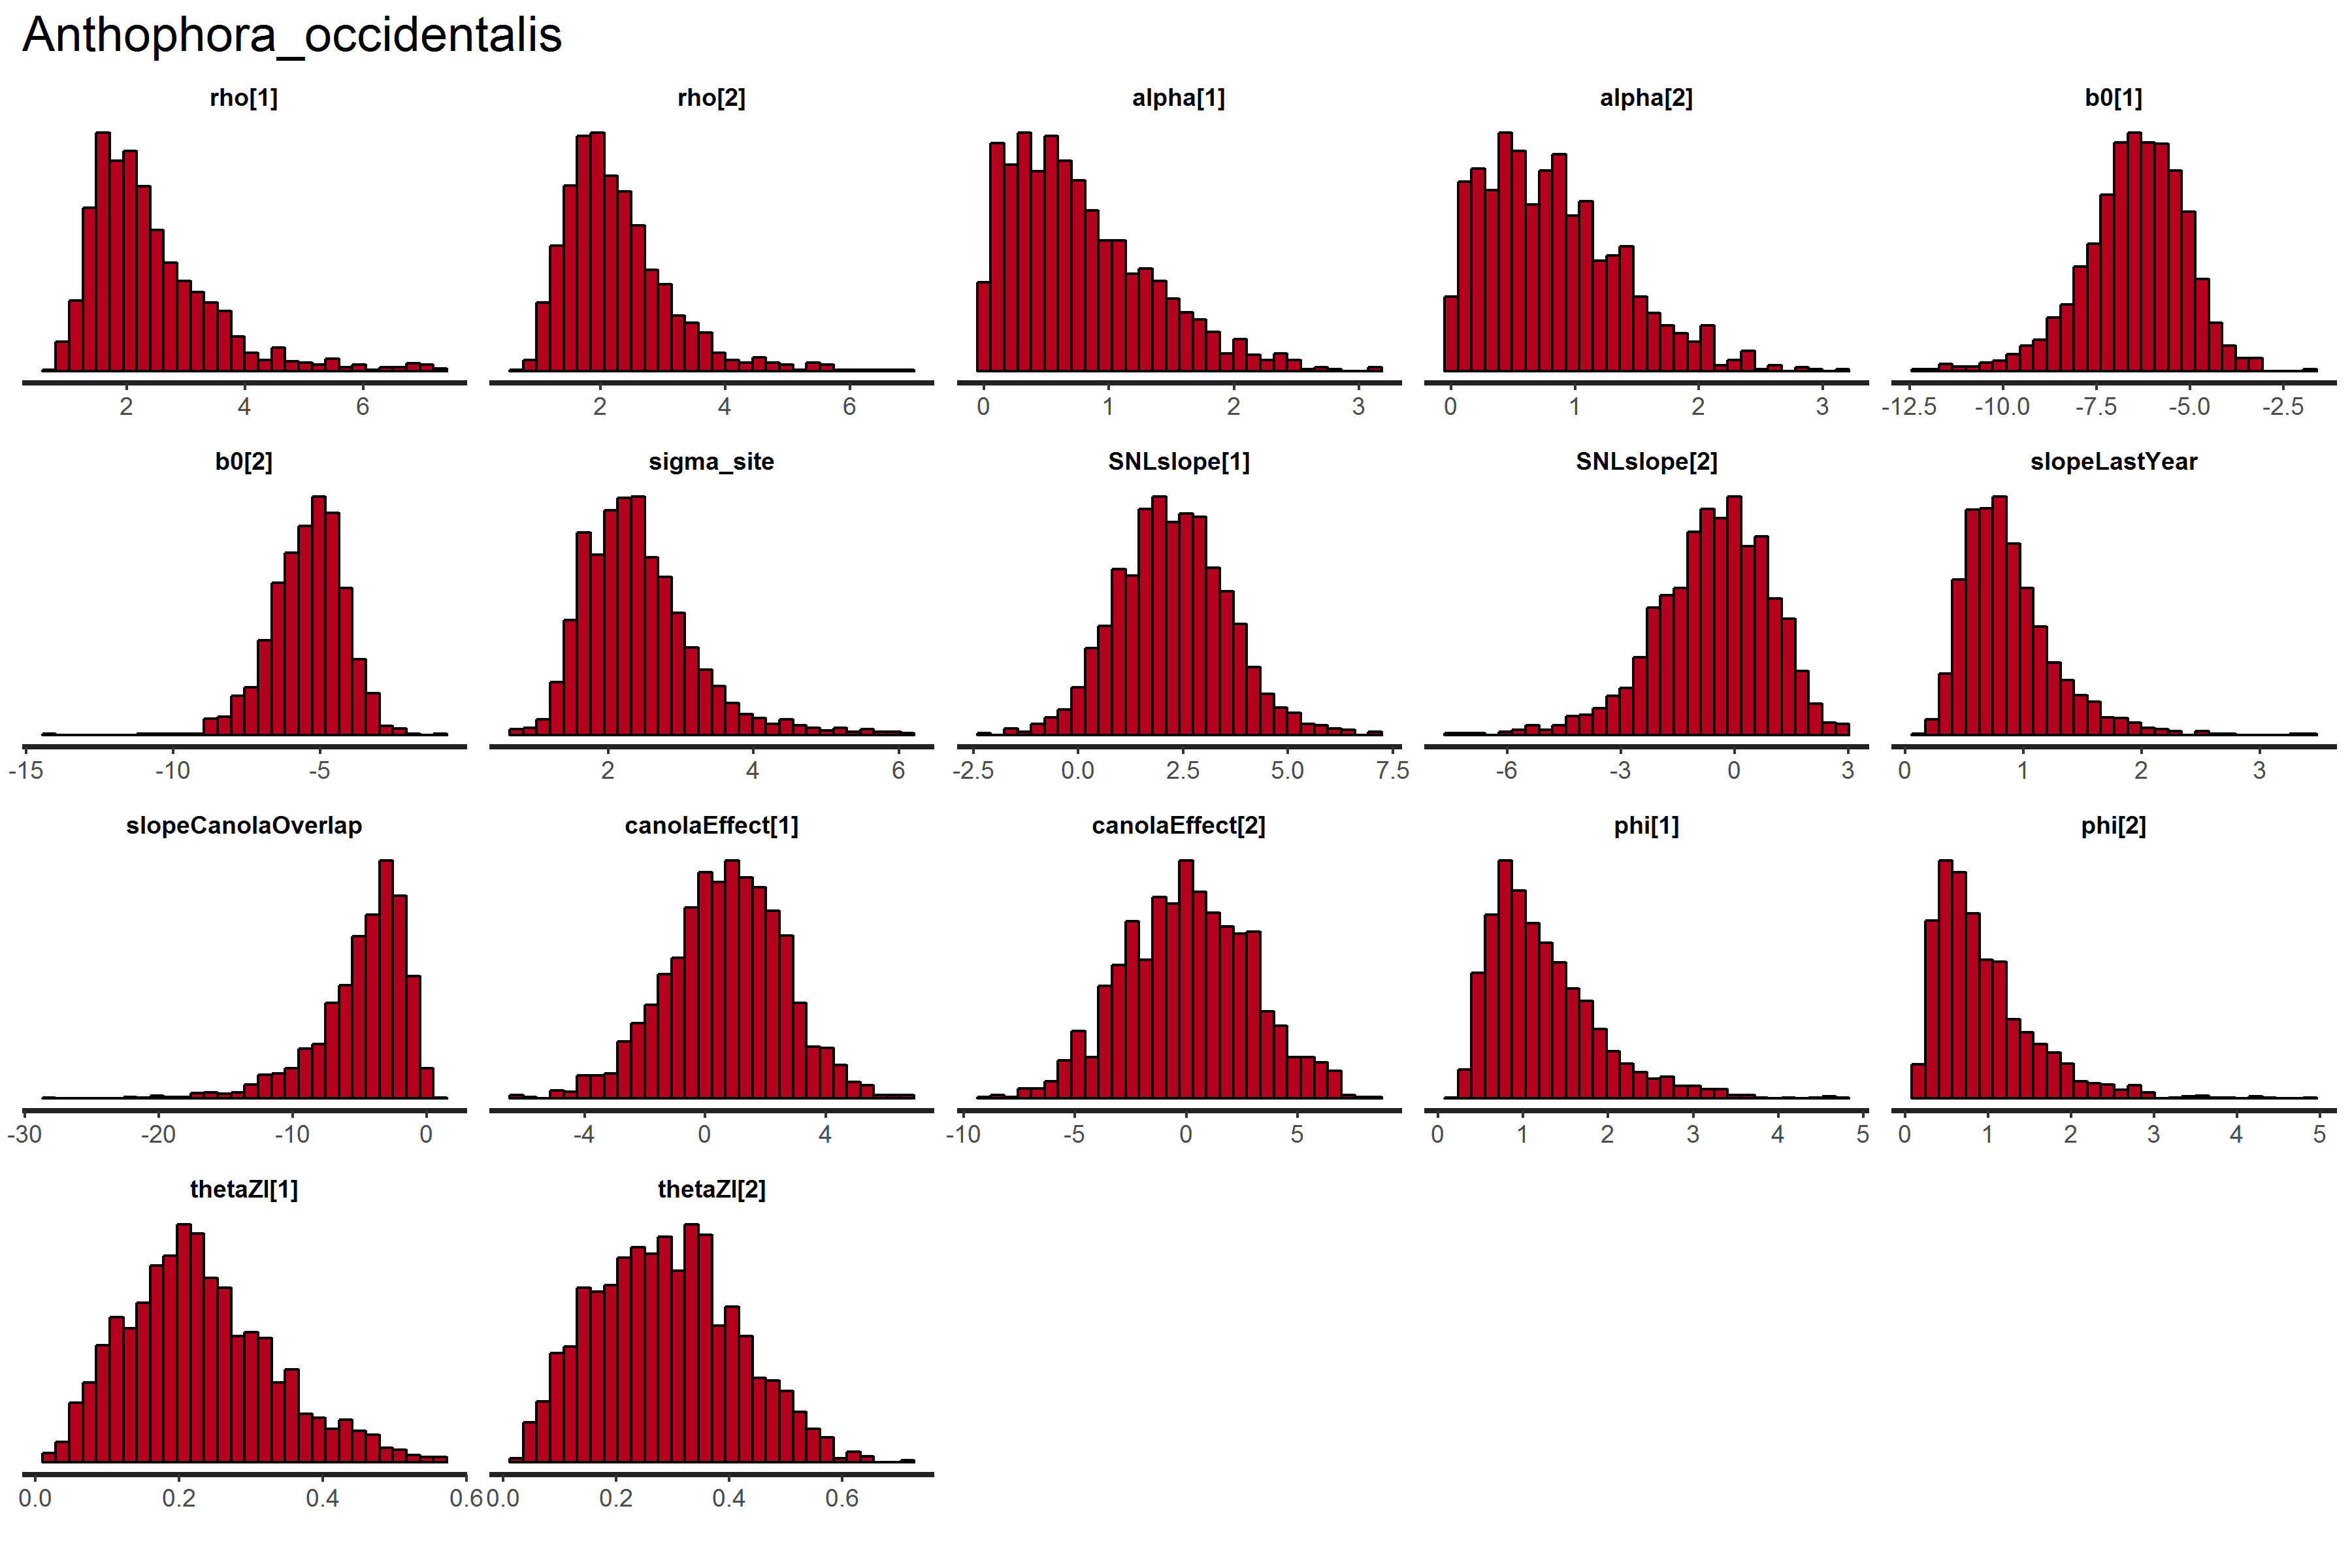 Anthophora_occidentalis
rho[1] rho[2] alpha[1] alpha[2] b0[1]
2 4 6 2 4 6 0 1 2 3 0 1 2 3 -12.5 -10.0 -7.5 -5.0 -2.5
b0[2] sigma_site SNLslope[1] SNLslope[2] slopeLastYear
-15 -10 -5 2 4 6 -2.5 0.0 2.5 5.0 7.5 -6 -3 0 3 0 1 2 3
slopeCanolaOverlap canolaEffect[1] canolaEffect[2] phi[1] phi[2]
-30 -20 -10 0 -4 0 4 -10 -5 0 5 0 1 2 3 4 5 0 1 2 3 4 5
thetaZI[1] thetaZI[2]
0.0 0.2 0.4 0.6 0.0 0.2 0.4 0.6